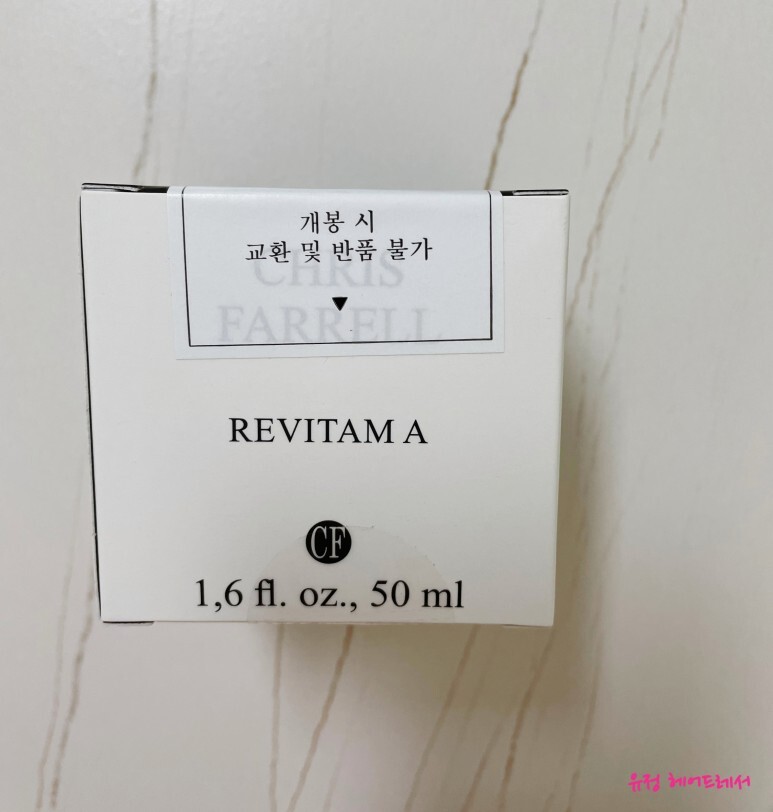 개봉 시
교환 및 반품 불가
▼
CHRIS
FARRELL
REVITAM A
CF
1,6 fl. oz., 50 ml
유정 헤어드레서